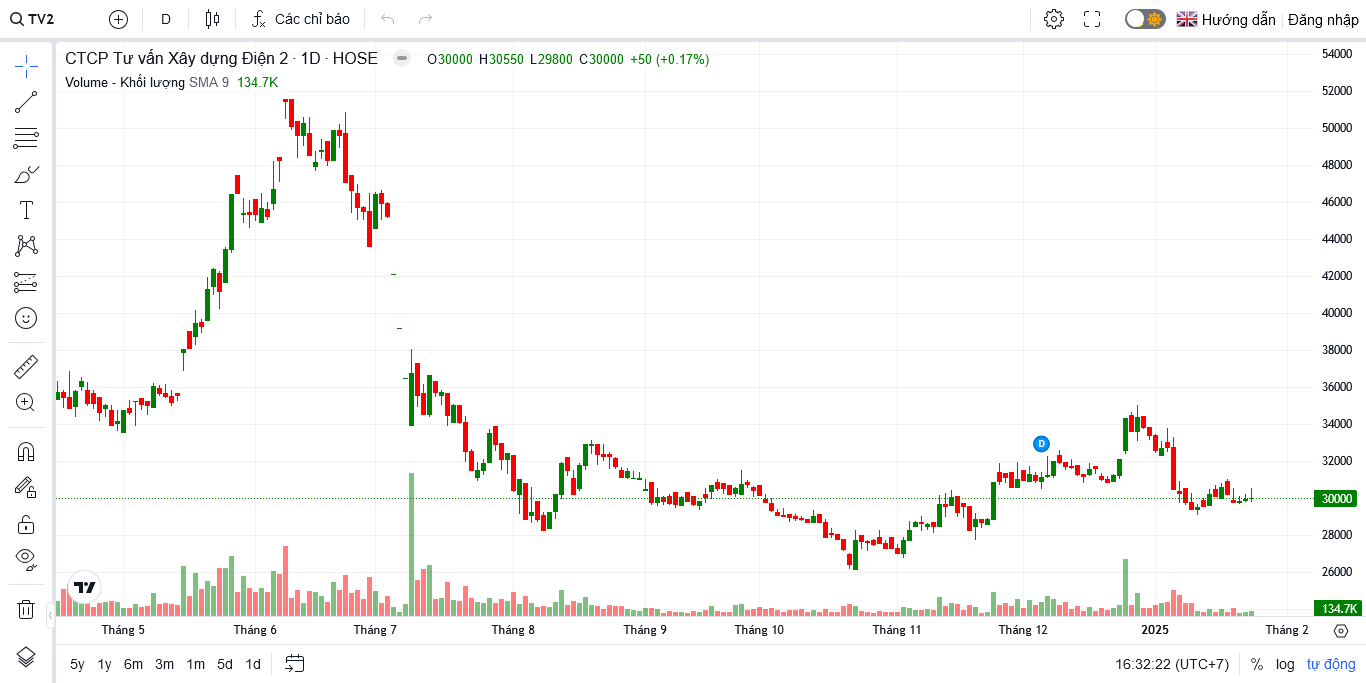 TV2 D Các chỉ báo Hướng dẫn Đăng nhập
CTCP Tư vấn Xây dựng Điện 2 · 1D · HOSE O30000 H30550 L29800 C30000 +50 (+0.17%)
Volume - Khối lượng SMA 9 134.7K
54000
52000
50000
48000
46000
44000
42000
40000
38000
36000
34000
D
32000
30000
28000
26000
134.7K
Tháng 5 Tháng 6 Tháng 7 Tháng 8 Tháng 9 Tháng 10 Tháng 11 Tháng 12 2025 Tháng 2
5y 1y 6m 3m 1m 5d 1d 16:32:22 (UTC+7) % log tự động